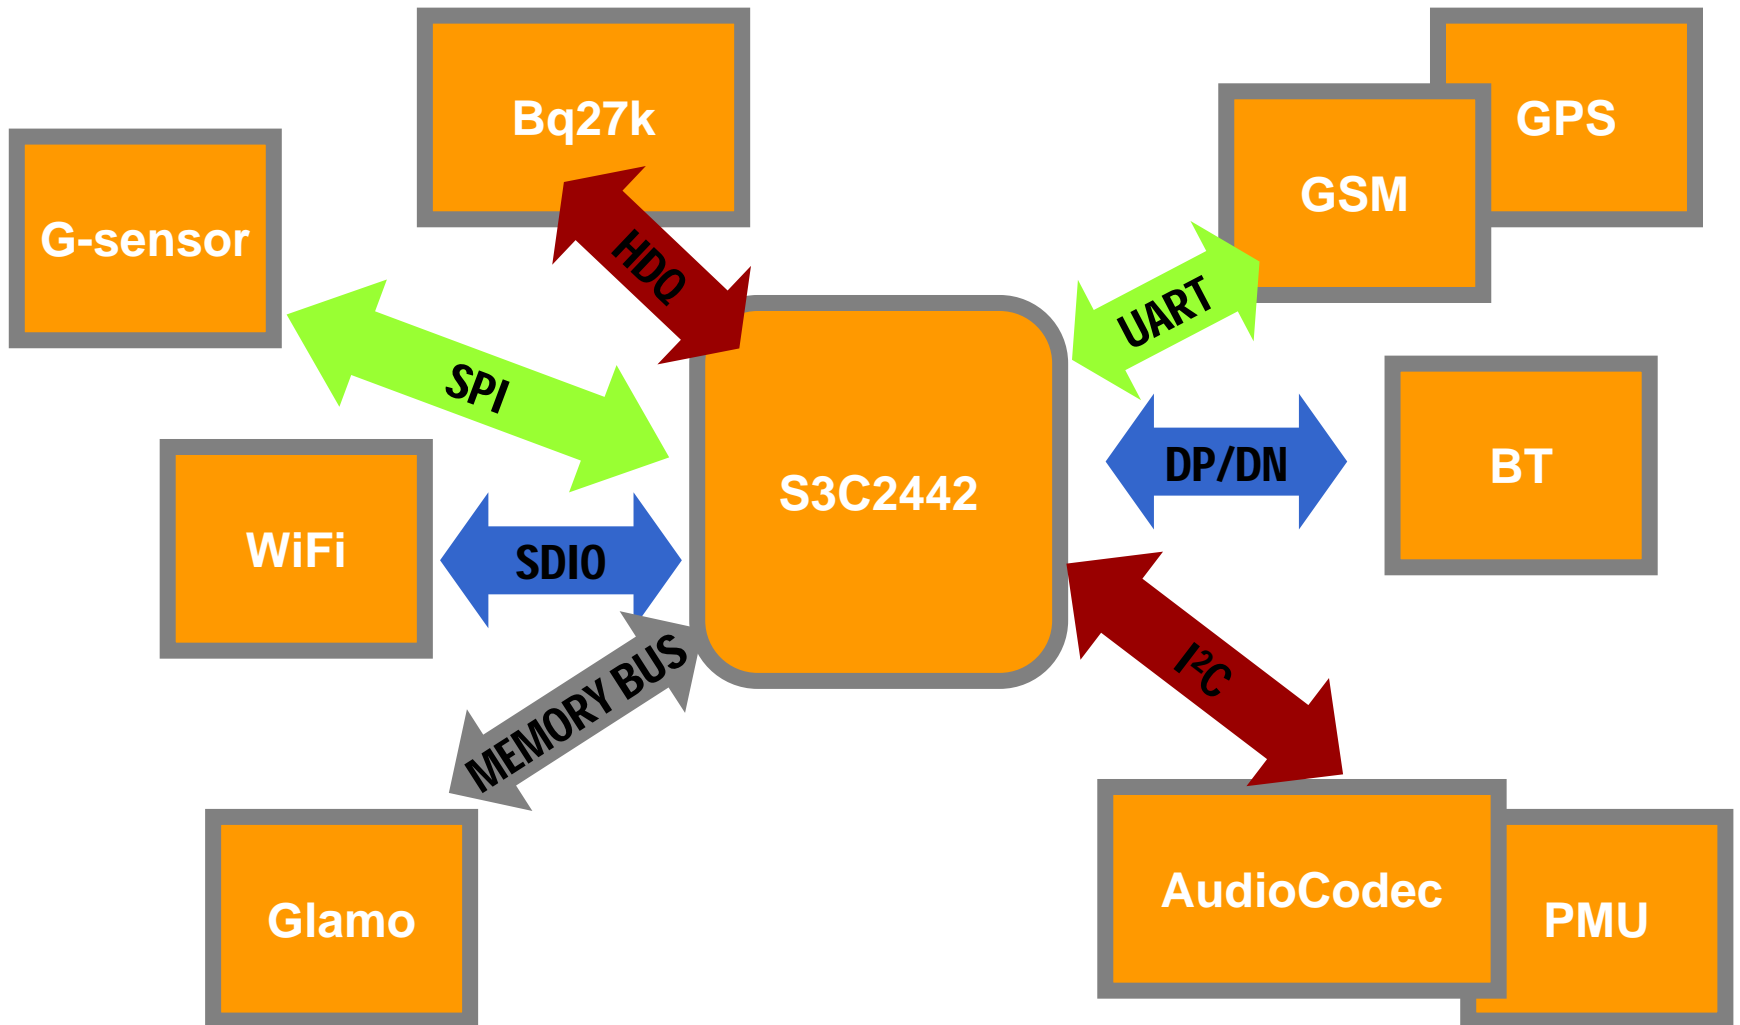 Bq27k
GPS
GSM
G-sensor
HDQ
UART
SPI
DP/DN
BT
S3C2442
WiFi
SDIO
I²C
MEMORY BUS
AudioCodec
Glamo
PMU